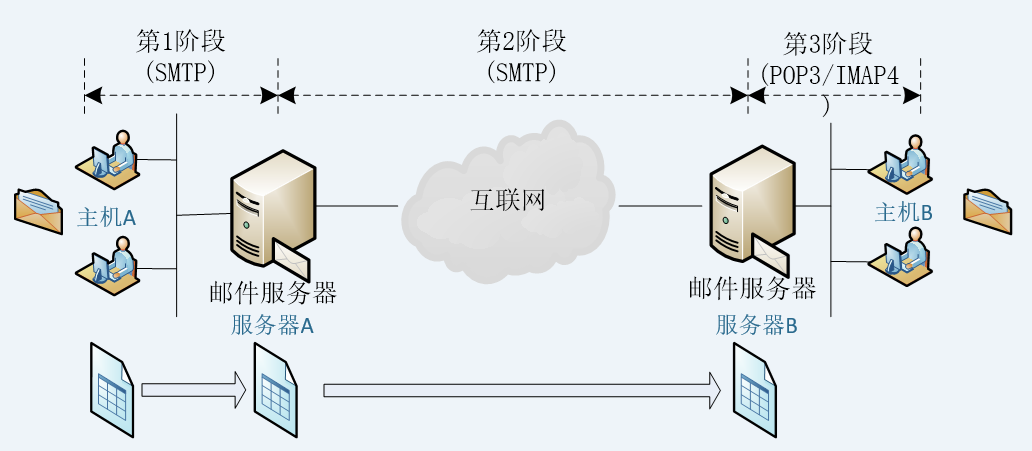 第1阶段
(SMTP)
第2阶段
(SMTP)
第3阶段
(POP3/IMAP4
)
主机A
互联网
主机B
邮件服务器
服务器A
邮件服务器
服务器B